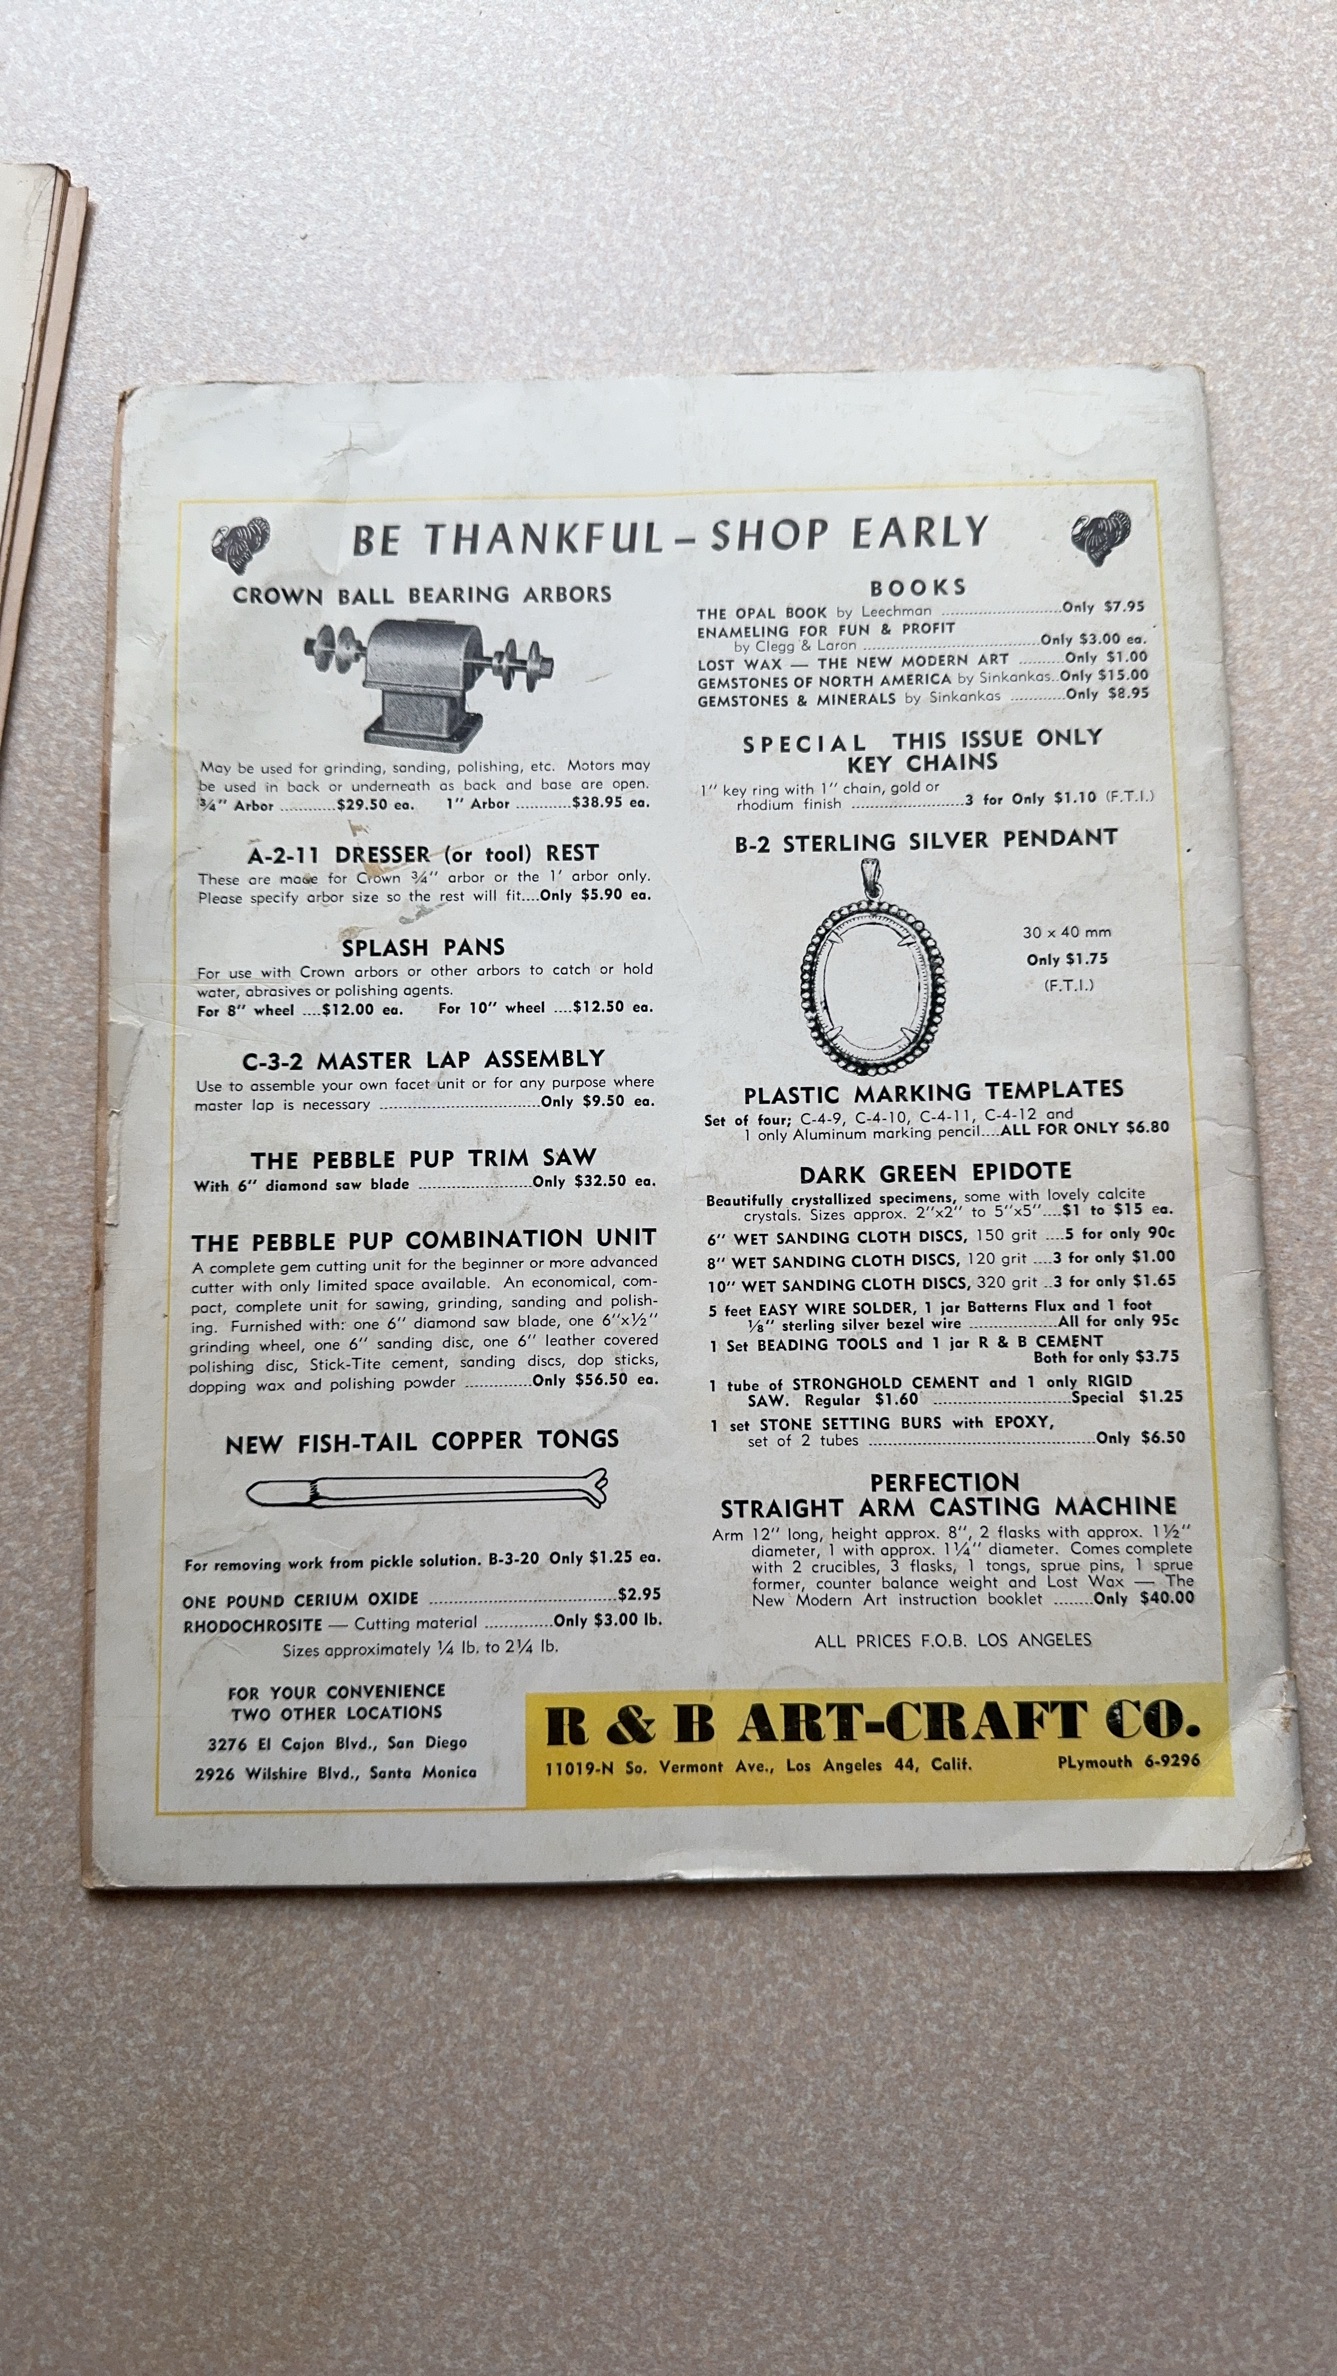 BE THANKFUL – SHOP EARLY
CROWN BALL BEARING ARBORS
May be used for grinding, sanding, polishing, etc. Motors may
be used in back or underneath as back and base are open.
¾" Arbor ...........$29.50 ea. 1" Arbor ...........$38.95 ea.
A-2-11 DRESSER (or tool) REST
These are made for Crown ¾" arbor or the 1' arbor only.
Please specify arbor size so the rest will fit....Only $5.90 ea.
SPLASH PANS
For use with Crown arbors or other arbors to catch or hold
water, abrasives or polishing agents.
For 8" wheel ....$12.00 ea. For 10" wheel ....$12.50 ea.
C-3-2 MASTER LAP ASSEMBLY
Use to assemble your own facet unit or for any purpose where
master lap is necessary ................................Only $9.50 ea.
THE PEBBLE PUP TRIM SAW
With 6" diamond saw blade .......................Only $32.50 ea.
THE PEBBLE PUP COMBINATION UNIT
A complete gem cutting unit for the beginner or more advanced
cutter with only limited space available. An economical, com-
pact, complete unit for sawing, grinding, sanding and polish-
ing. Furnished with: one 6" diamond saw blade, one 6"x½"
grinding wheel, one 6" sanding disc, one 6" leather covered
polishing disc, Stick-Tite cement, sanding discs, dop sticks,
dopping wax and polishing powder .............Only $56.50 ea.
NEW FISH-TAIL COPPER TONGS
For removing work from pickle solution. B-3-20 Only $1.25 ea.
ONE POUND CERIUM OXIDE .....................................$2.95
RHODOCHROSITE — Cutting material .............Only $3.00 lb.
Sizes approximately ¼ lb. to 2¼ lb.
FOR YOUR CONVENIENCE
TWO OTHER LOCATIONS
3276 El Cajon Blvd., San Diego
2926 Wilshire Blvd., Santa Monica
BOOKS
THE OPAL BOOK by Leechman ........................Only $7.95
ENAMELING FOR FUN & PROFIT
by Clegg & Laron ...................................Only $3.00 ea.
LOST WAX — THE NEW MODERN ART .........Only $1.00
GEMSTONES OF NORTH AMERICA by Sinkankas..Only $15.00
GEMSTONES & MINERALS by Sinkankas ...........Only $8.95
SPECIAL THIS ISSUE ONLY
KEY CHAINS
1" key ring with 1" chain, gold or
rhodium finish ......................3 for Only $1.10 (F.T.I.)
B-2 STERLING SILVER PENDANT
30 x 40 mm
Only $1.75
(F.T.I.)
PLASTIC MARKING TEMPLATES
Set of four; C-4-9, C-4-10, C-4-11, C-4-12 and
1 only Aluminum marking pencil....ALL FOR ONLY $6.80
DARK GREEN EPIDOTE
Beautifully crystallized specimens, some with lovely calcite
crystals. Sizes approx. 2"x2" to 5"x5"....$1 to $15 ea.
6" WET SANDING CLOTH DISCS, 150 grit ....5 for only 90c
8" WET SANDING CLOTH DISCS, 120 grit ....3 for only $1.00
10" WET SANDING CLOTH DISCS, 320 grit ..3 for only $1.65
5 feet EASY WIRE SOLDER, 1 jar Batterns Flux and 1 foot
⅛" sterling silver bezel wire .................All for only 95c
1 Set BEADING TOOLS and 1 jar R & B CEMENT
Both for only $3.75
1 tube of STRONGHOLD CEMENT and 1 only RIGID
SAW. Regular $1.60 ...........................Special $1.25
1 set STONE SETTING BURS with EPOXY,
set of 2 tubes .............................................Only $6.50
PERFECTION
STRAIGHT ARM CASTING MACHINE
Arm 12" long, height approx. 8", 2 flasks with approx. 1½"
diameter, 1 with approx. 1¼" diameter. Comes complete
with 2 crucibles, 3 flasks, 1 tongs, sprue pins, 1 sprue
former, counter balance weight and Lost Wax — The
New Modern Art instruction booklet ........Only $40.00
ALL PRICES F.O.B. LOS ANGELES
R & B ART-CRAFT CO.
11019-N So. Vermont Ave., Los Angeles 44, Calif. PLymouth 6-9296